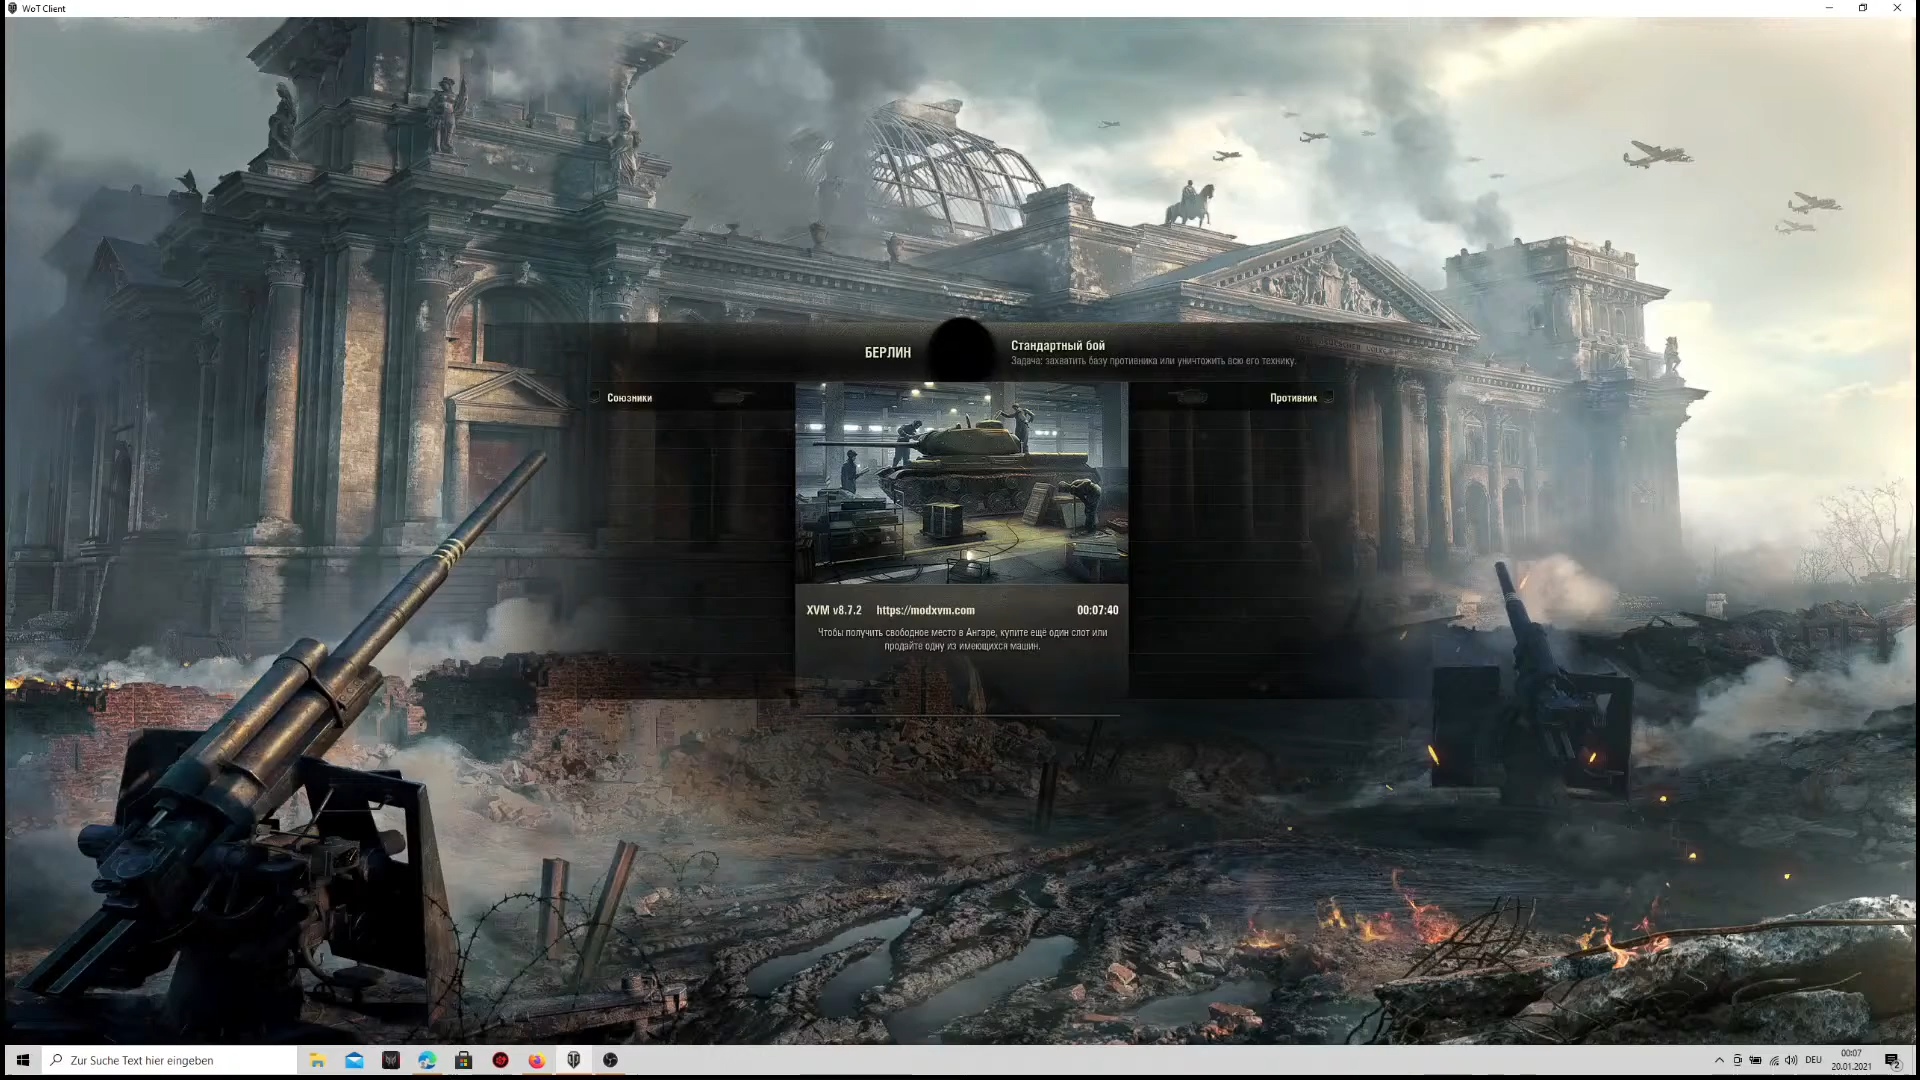 WoT Client
БЕРЛИН
Стандартный бой
Задача: захватить базу противника или уничтожить всю его технику.
Союзники
Противник
XVM v8.7.2 https://modxvm.com 00:07:40
Чтобы получить свободное место в Ангаре, купите ещё один слот или
продайте одну из имеющихся машин.
Zur Suche Text hier eingeben
DEU
00:07
20.01.2021
2